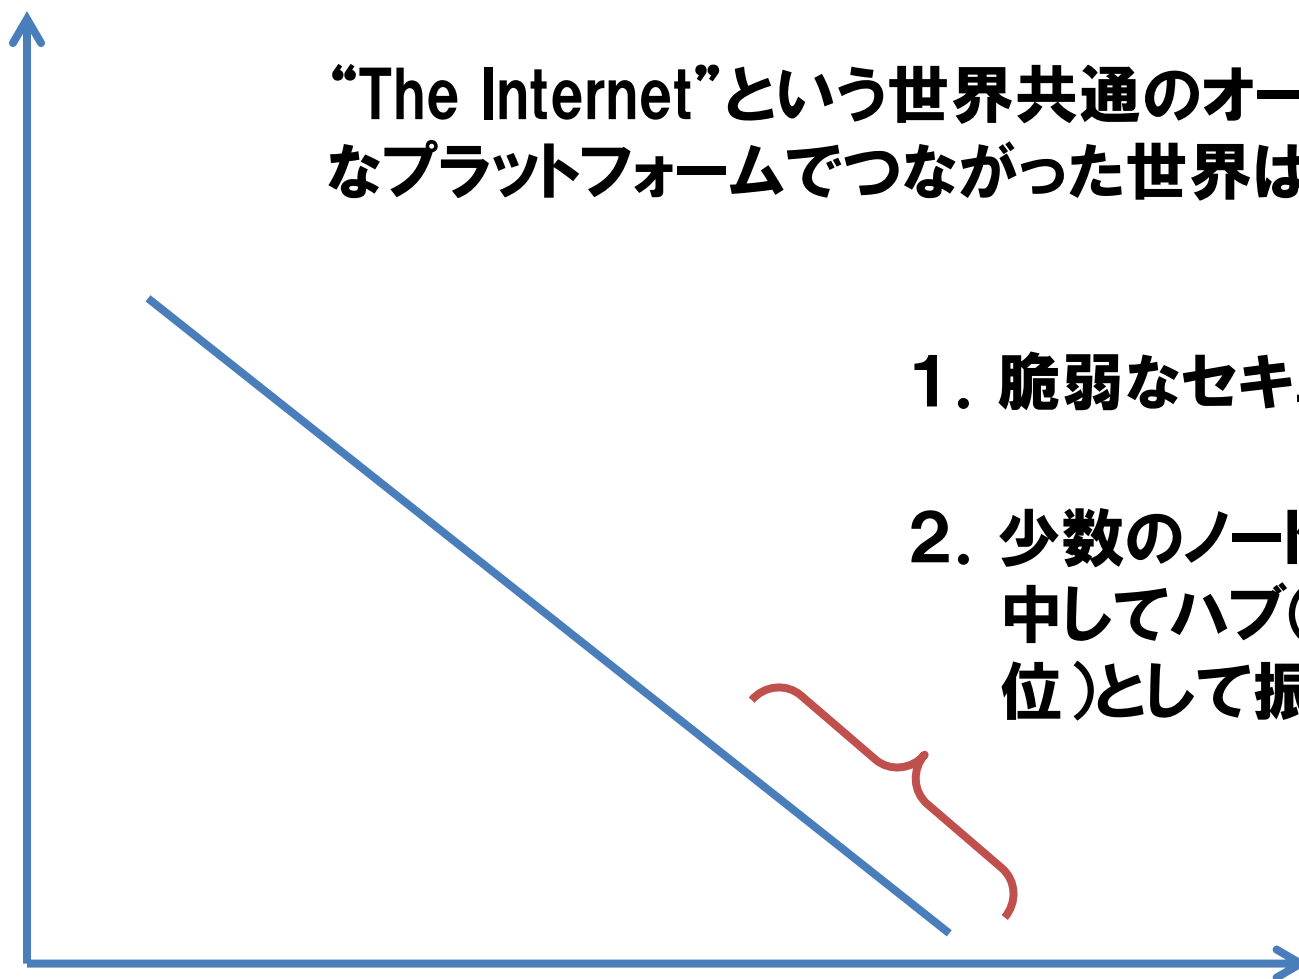 “The Internet”という世界共通のオー
なプラットフォームでつながった世界は
１．脆弱なセキ
２．少数のノート
中してハブ（
位）として振